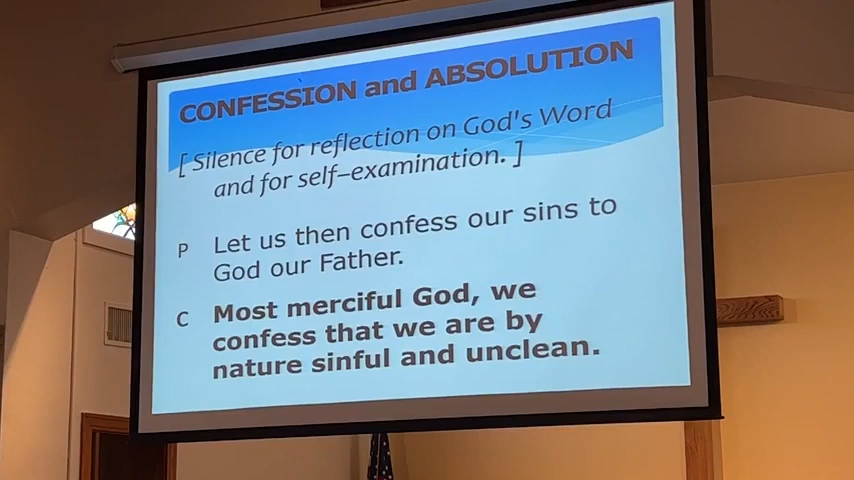 CONFESSION and ABSOLUTION
[ Silence for reflection on God's Word
and for self-examination. ]
P Let us then confess our sins to
God our Father.
C Most merciful God, we
confess that we are by
nature sinful and unclean.